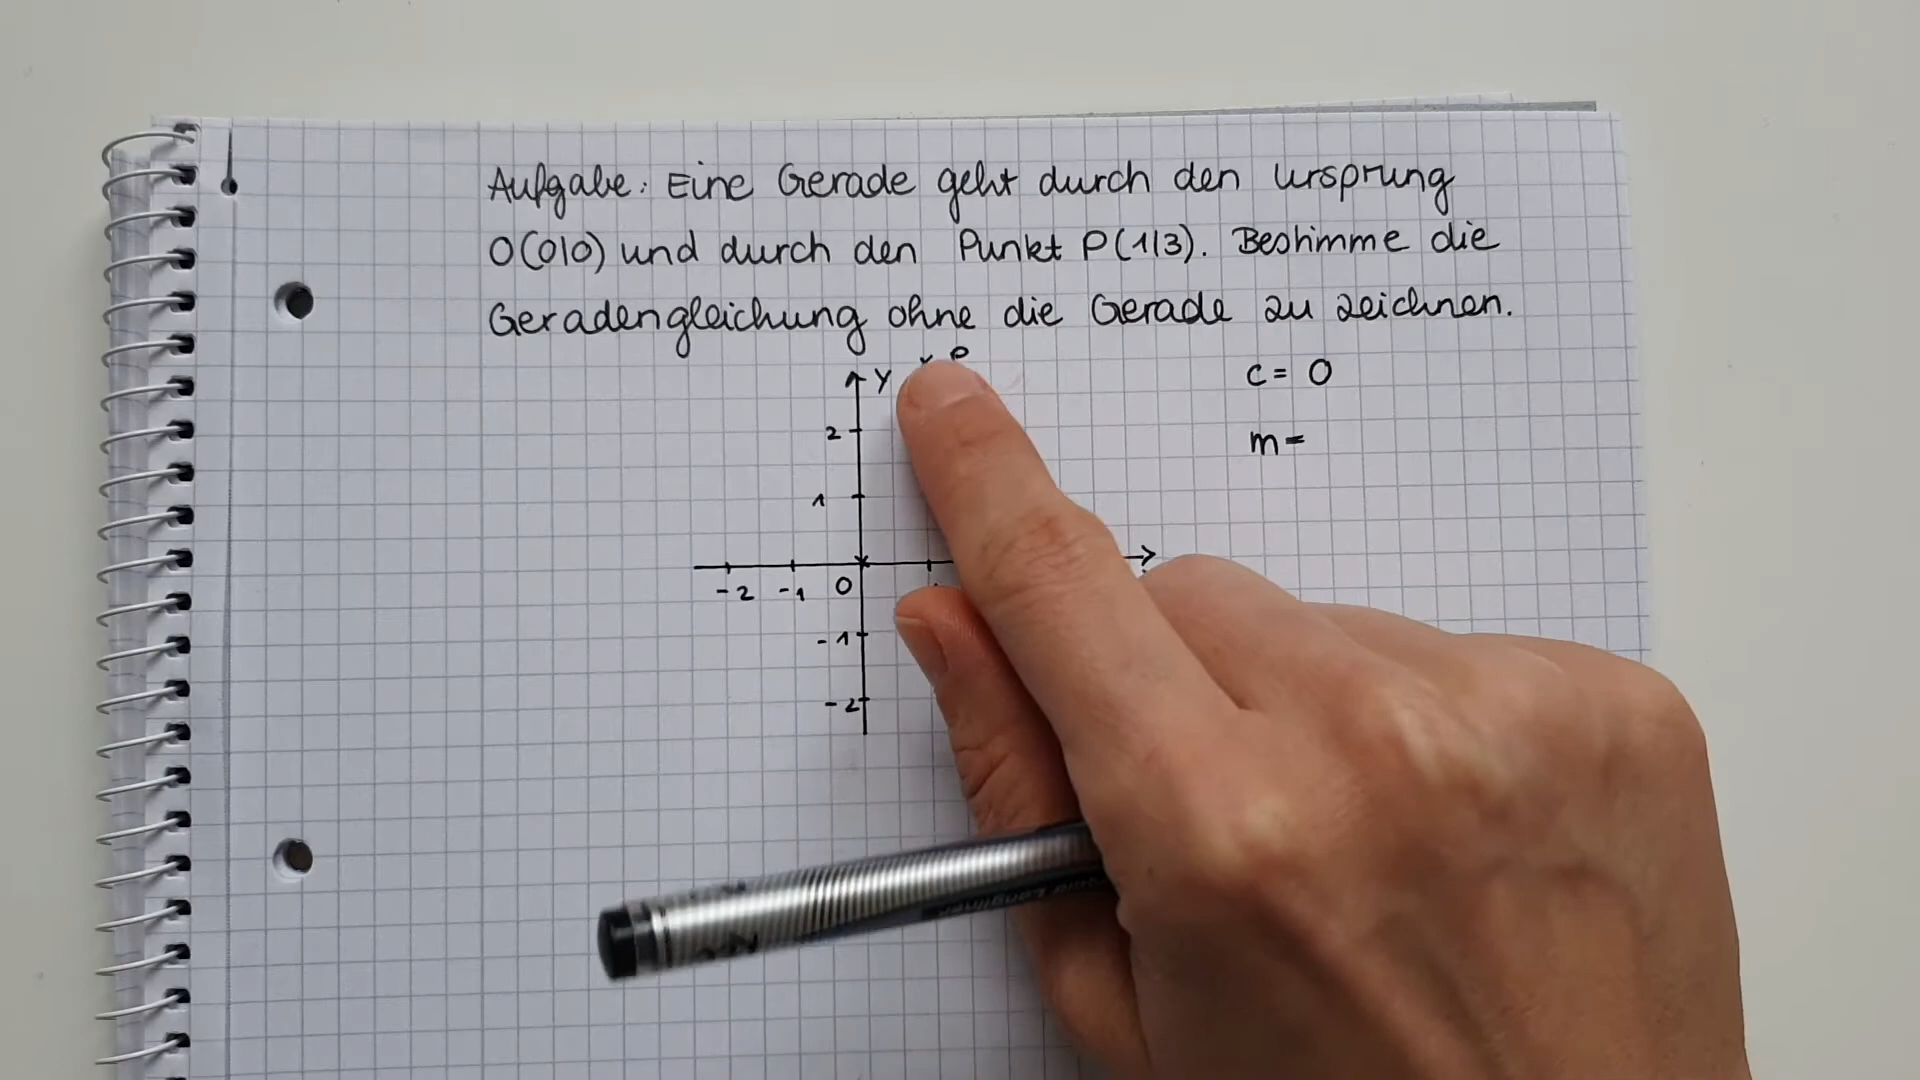 Aufgabe: Eine Gerade geht durch den Ursprung
O(0|0) und durch den Punkt P(1|3). Bestimme die
Geradengleichung ohne die Gerade zu zeichnen.
P
y
c = 0
2
m =
1
-2 -1 0
-1
-2